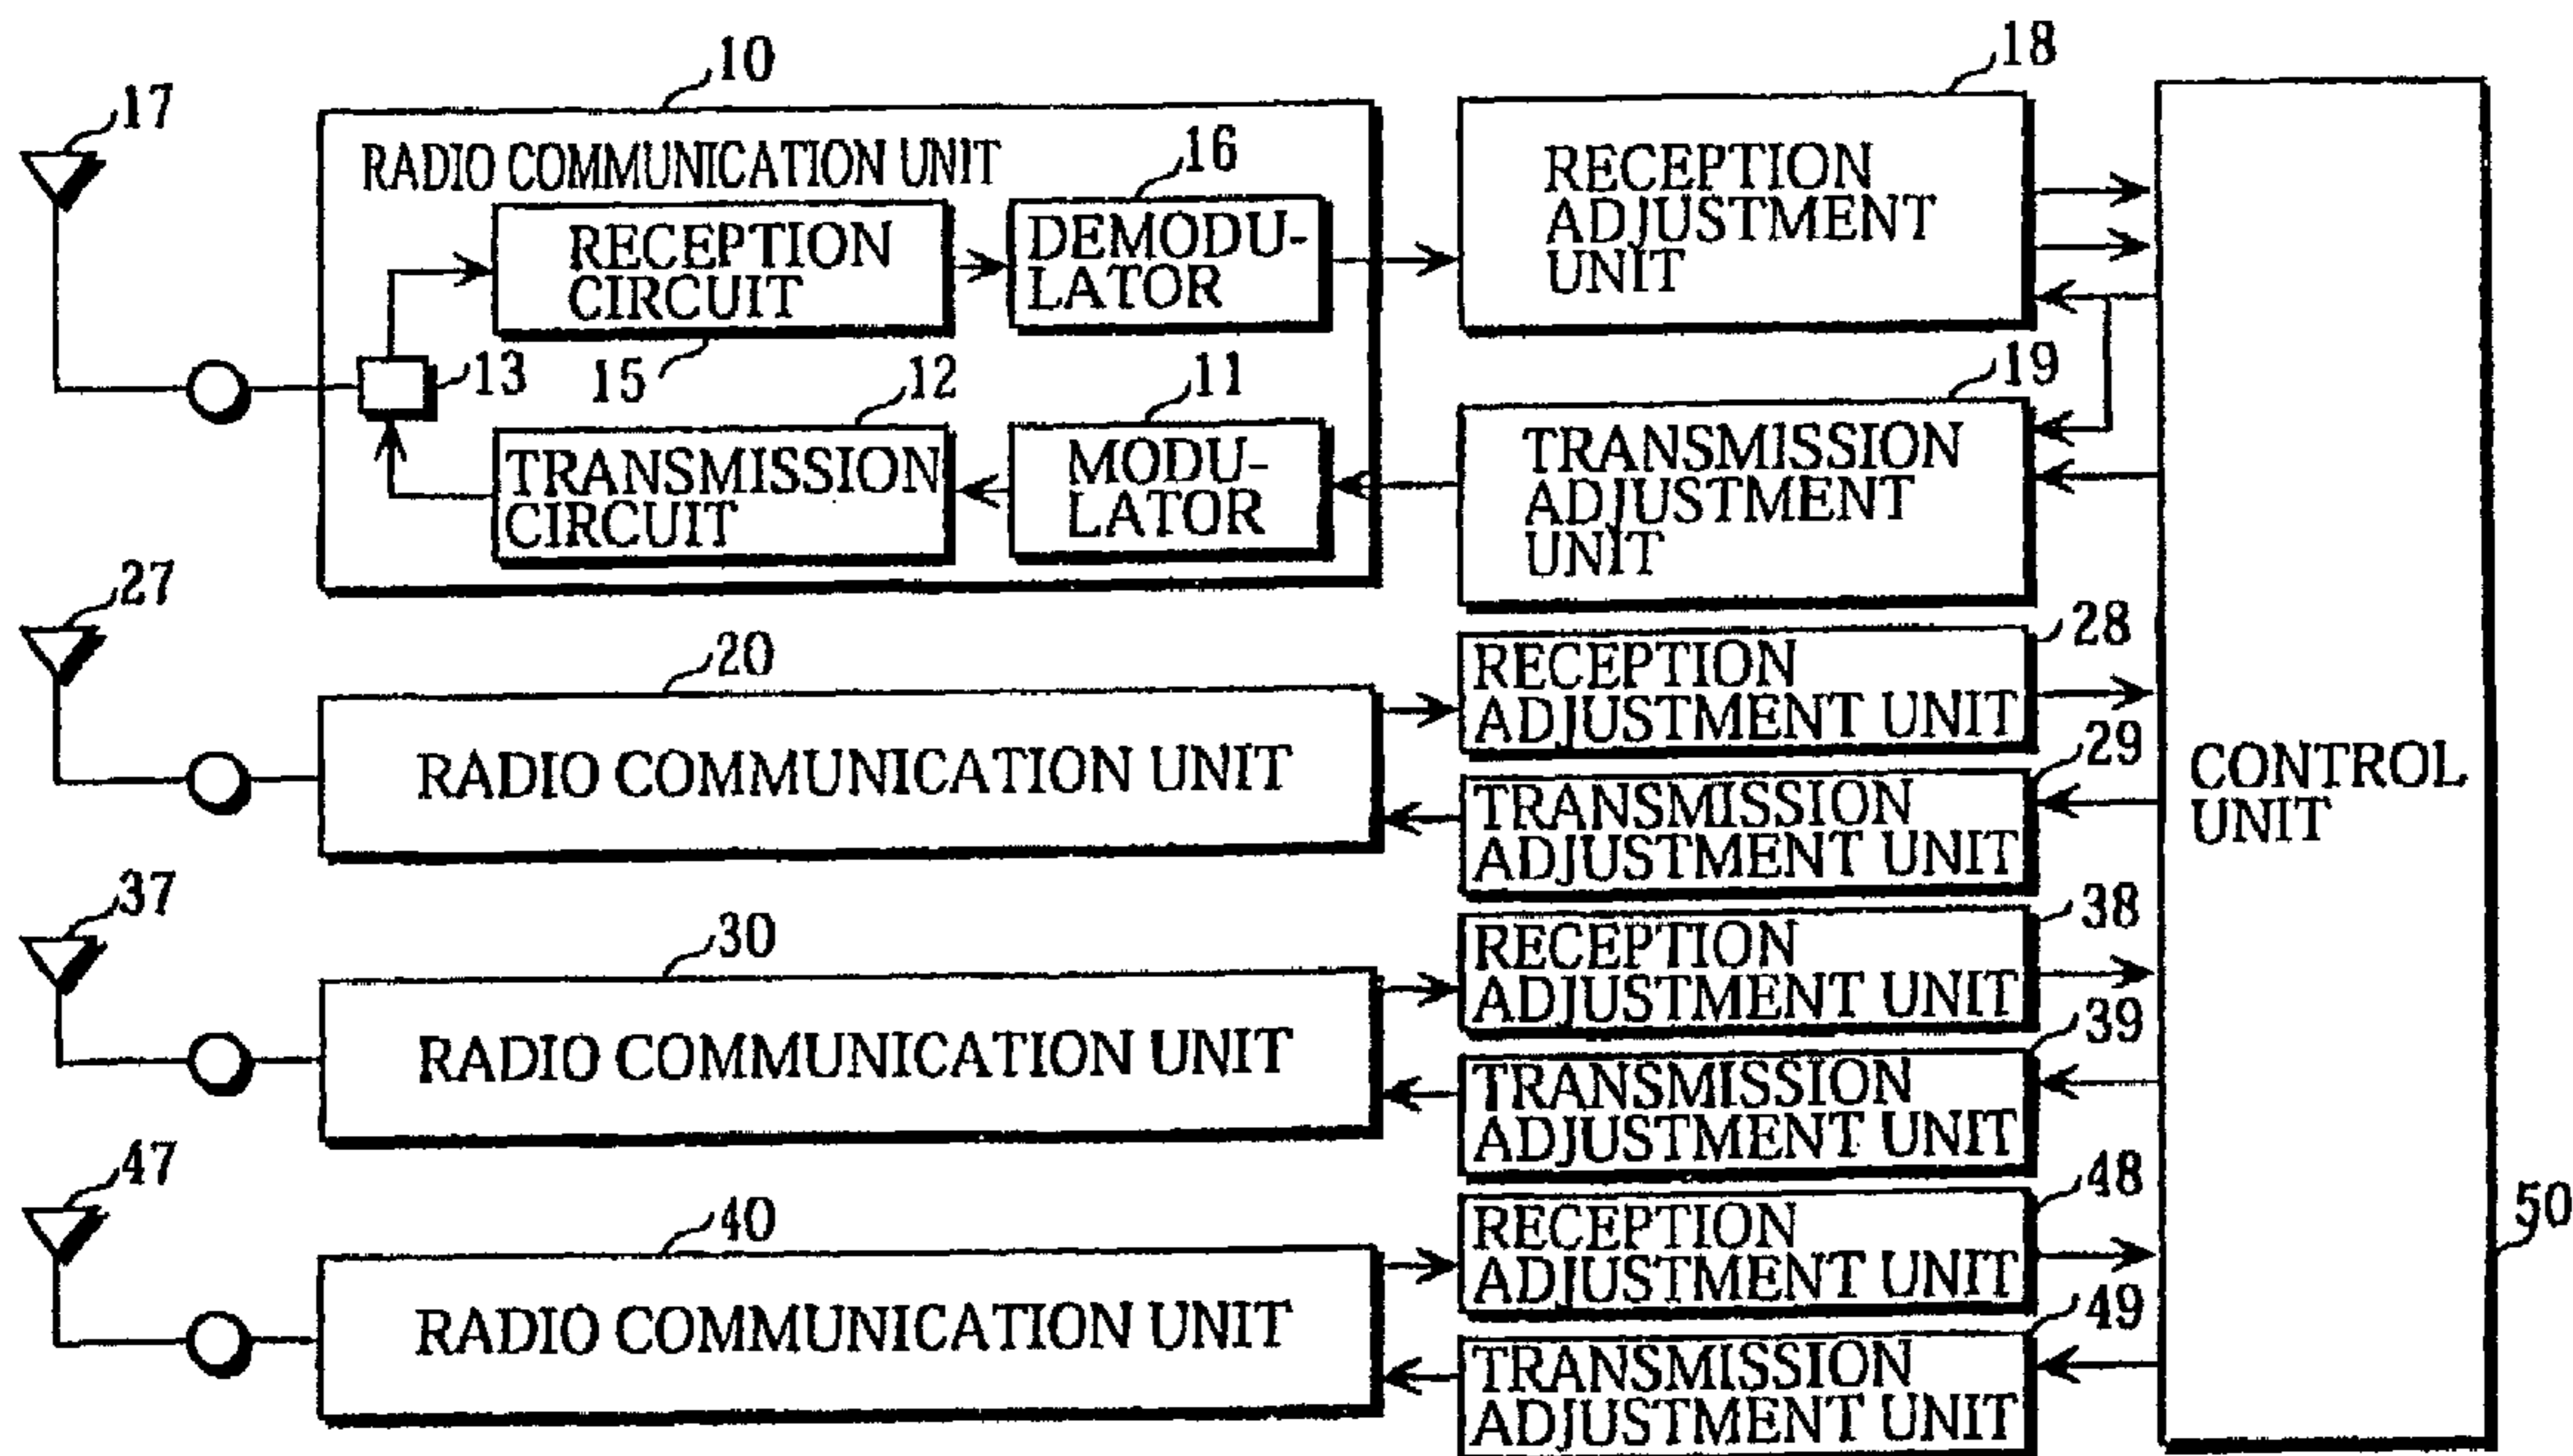 10
18
17
RADIO COMMUNICATION UNIT
16
RECEPTION
CIRCUIT
DEMODU-
LATOR
RECEPTION
ADJUSTMENT
UNIT
13
15
12
11
19
TRANSMISSION
CIRCUIT
MODU-
LATOR
TRANSMISSION
ADJUSTMENT
UNIT
27
20
28
RADIO COMMUNICATION UNIT
RECEPTION
ADJUSTMENT UNIT
29
TRANSMISSION
ADJUSTMENT UNIT
CONTROL
UNIT
37
30
38
RADIO COMMUNICATION UNIT
RECEPTION
ADJUSTMENT UNIT
39
TRANSMISSION
ADJUSTMENT UNIT
47
40
48
RADIO COMMUNICATION UNIT
RECEPTION
ADJUSTMENT UNIT
49
TRANSMISSION
ADJUSTMENT UNIT
50